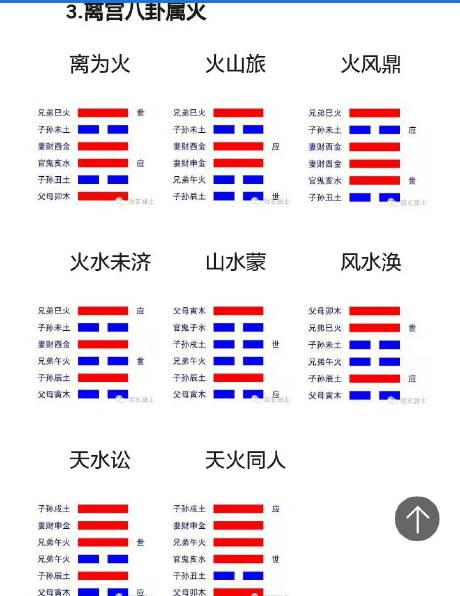 3.离宫八卦属火
离为火
火山旅
火风鼎
兄弟巳火 世
子孙未土
妻财酉金
官鬼亥水 应
子孙丑土
父母卯木
兄弟巳火
子孙未土
妻财酉金 应
妻财申金
兄弟午火
子孙辰土 世
兄弟巳火
子孙未土 应
妻财酉金
妻财酉金
官鬼亥水 世
子孙丑土
火水未济
山水蒙
风水涣
兄弟巳火 应
子孙未土
妻财酉金
兄弟午火 世
子孙辰土
父母寅木
父母寅木
官鬼子水
子孙戌土 世
兄弟午火
子孙辰土
父母寅木 应
父母卯木
兄弟巳火 世
子孙未土
兄弟午火
子孙辰土 应
父母寅木
天水讼
天火同人
子孙戌土
妻财申金
兄弟午火 世
兄弟午火
子孙辰土
父母寅木 应
子孙戌土 应
妻财申金
兄弟午火
官鬼亥水 世
子孙丑土
父母卯木